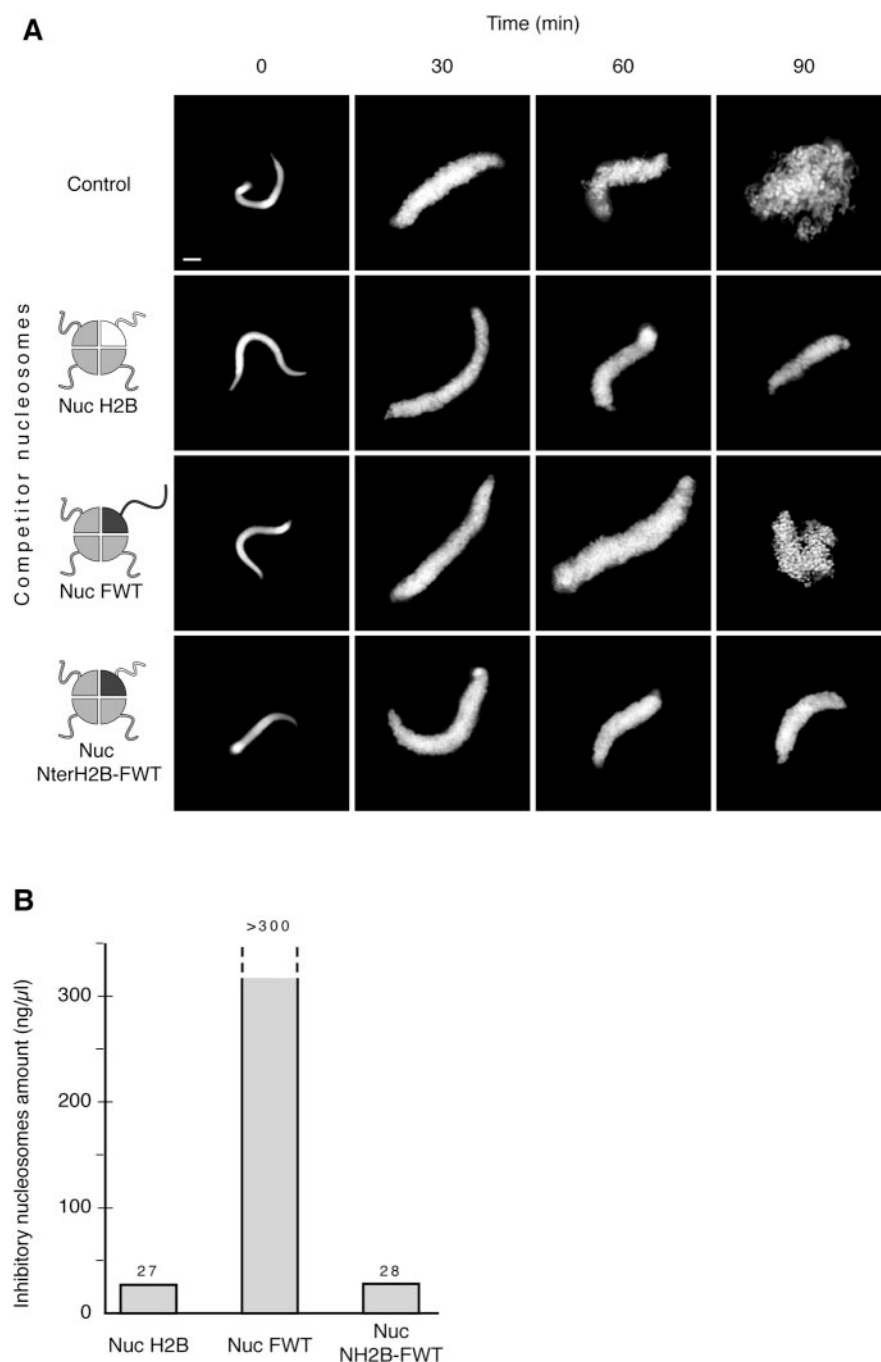 A
Time (min)
0 30 60 90
Control
Competitor nucleosomes
Nuc H2B
Nuc FWT
Nuc
NterH2B-FWT
B
Inhibitory nucleosomes amount (ng/µl)
>300
300
200
100
0
27
28
Nuc H2B
Nuc FWT
Nuc
NH2B-FWT